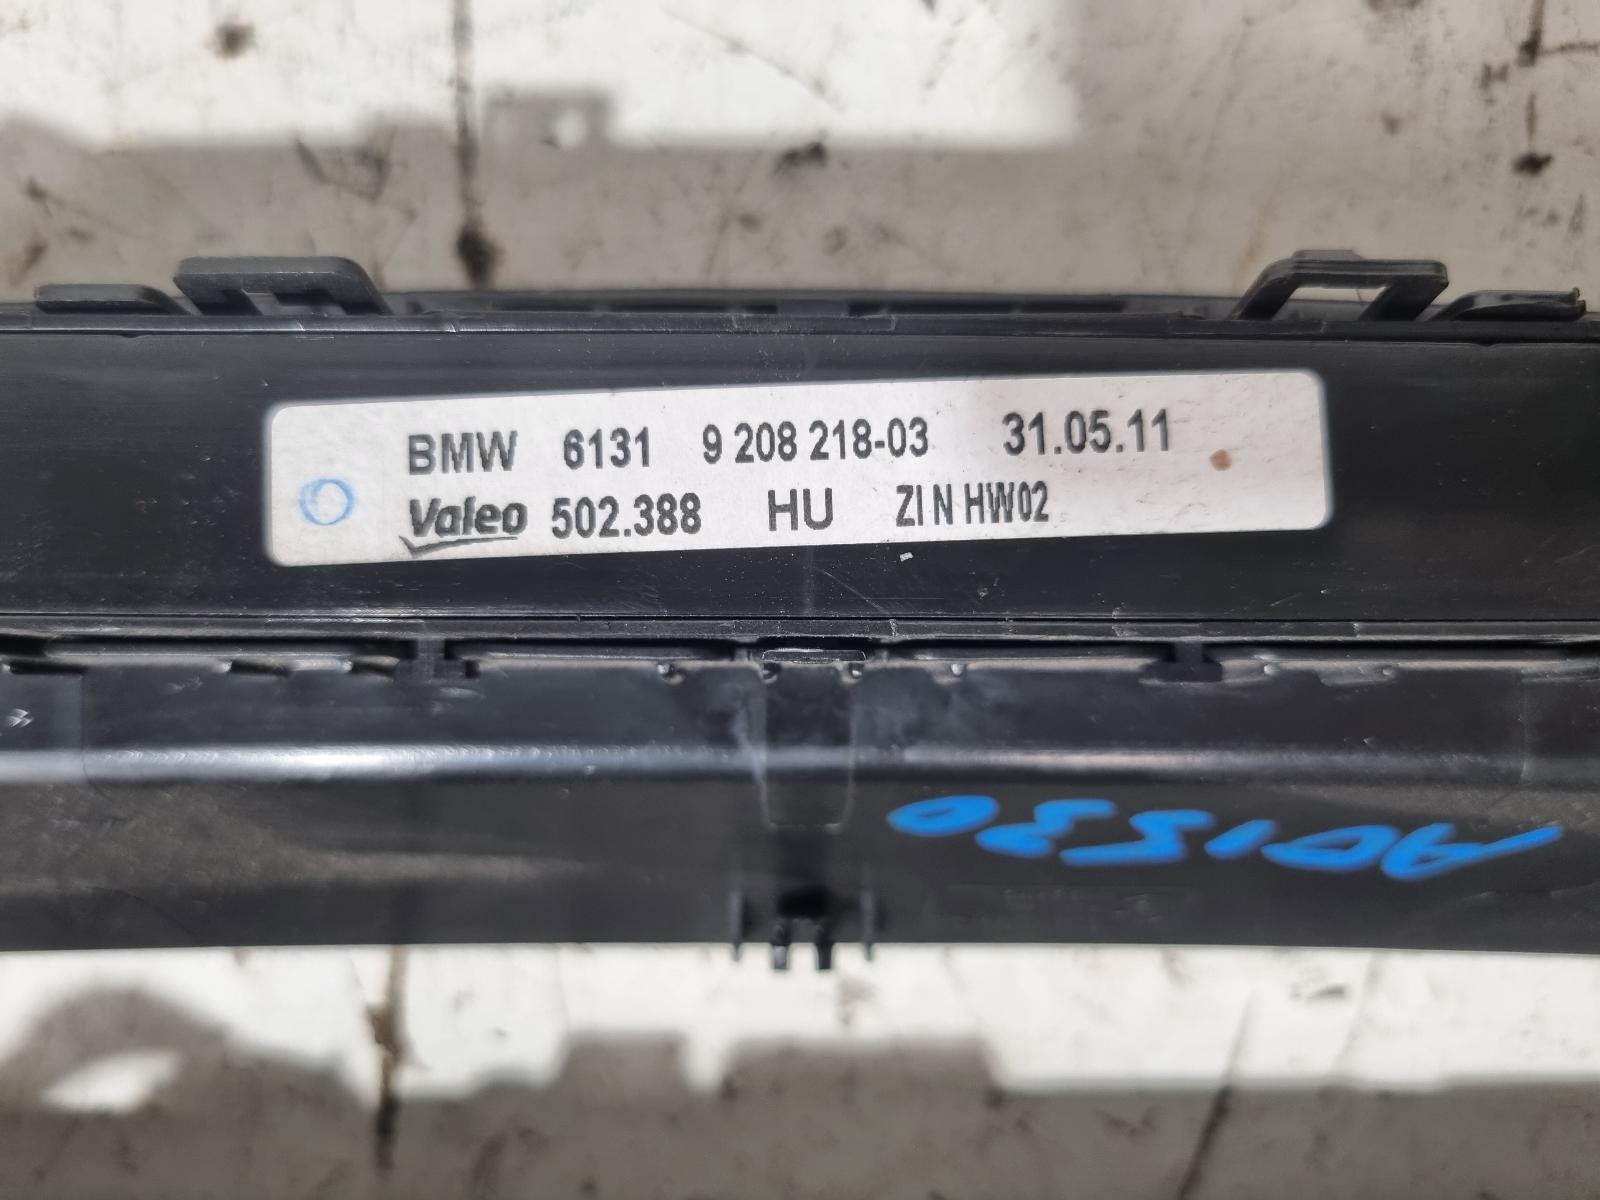 BMW 6131 9 208 218-03 31.05.11
Valeo 502.388 HU ZI N HW02
AD1530